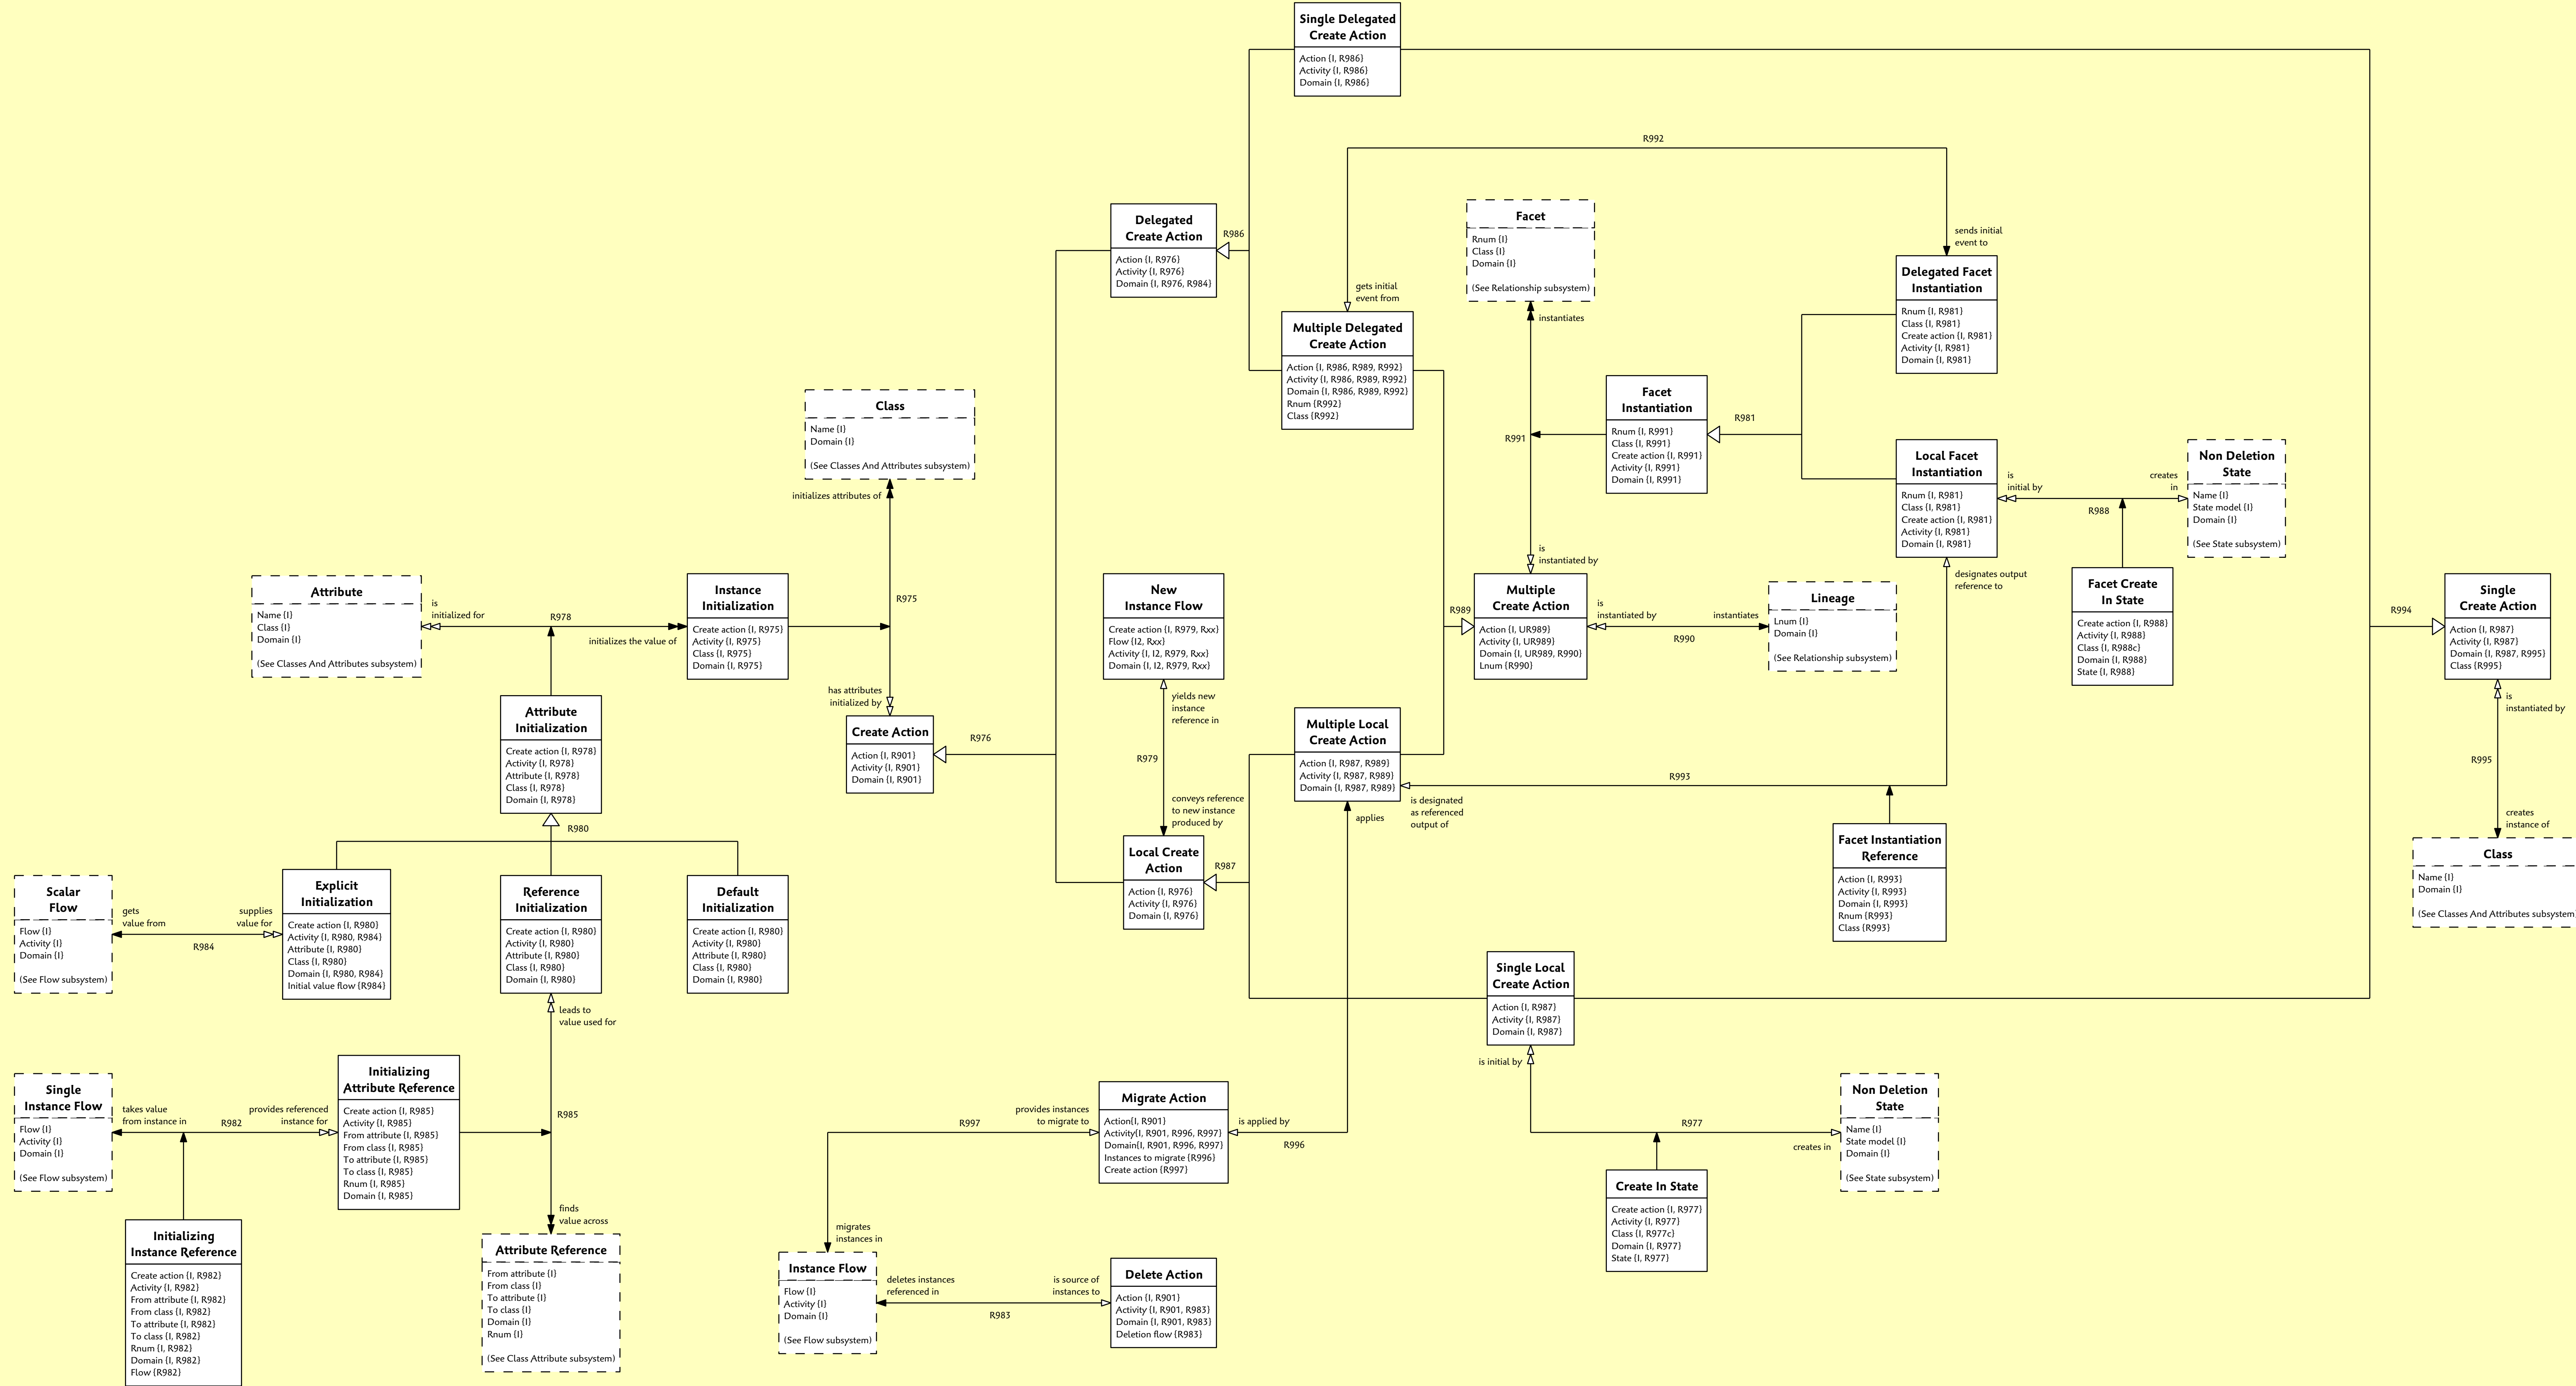 Single Delegated
Create Action
Action {I, R986}
Activity {I, R986}
Domain {I, R986}
R992
Delegated
Create Action
Action {I, R976}
Activity {I, R976}
Domain {I, R976, R984}
R986
gets initial
event from
sends initial
event to
Multiple Delegated
Create Action
Action {I, R986, R989, R992}
Activity {I, R986, R989, R992}
Domain {I, R986, R989, R992}
Rnum {R992}
Class {R992}
Facet
Rnum {I}
Class {I}
Domain {I}
(See Relationship subsystem)
instantiates
R991
is
instantiated by
Facet
Instantiation
Rnum {I, R991}
Class {I, R991}
Create action {I, R991}
Activity {I, R991}
Domain {I, R991}
R981
Delegated Facet
Instantiation
Rnum {I, R981}
Class {I, R981}
Create action {I, R981}
Activity {I, R981}
Domain {I, R981}
Local Facet
Instantiation
Rnum {I, R981}
Class {I, R981}
Create action {I, R981}
Activity {I, R981}
Domain {I, R981}
is
initial by
creates
in
R988
Non Deletion
State
Name {I}
State model {I}
Domain {I}
(See State subsystem)
designates output
reference to
Facet Create
In State
Create action {I, R988}
Activity {I, R988}
Class {I, R988c}
Domain {I, R988}
State {I, R988}
Class
Name {I}
Domain {I}
(See Classes And Attributes subsystem)
initializes attributes of
R975
has attributes
initialized by
Attribute
Name {I}
Class {I}
Domain {I}
(See Classes And Attributes subsystem)
is
initialized for
R978
initializes the value of
Instance
Initialization
Create action {I, R975}
Activity {I, R975}
Class {I, R975}
Domain {I, R975}
New
Instance Flow
Create action {I, R979, Rxx}
Flow {I2, Rxx}
Activity {I, I2, R979, Rxx}
Domain {I, I2, R979, Rxx}
yields new
instance
reference in
R979
conveys reference
to new instance
produced by
R989
Multiple
Create Action
Action {I, UR989}
Activity {I, UR989}
Domain {I, UR989, R990}
Lnum {R990}
is
instantiated by
instantiates
R990
Lineage
Lnum {I}
Domain {I}
(See Relationship subsystem)
R994
Single
Create Action
Action {I, R987}
Activity {I, R987}
Domain {I, R987, R995}
Class {R995}
is
instantiated by
R995
creates
instance of
Class
Name {I}
Domain {I}
(See Classes And Attributes subsystem
Attribute
Initialization
Create action {I, R978}
Activity {I, R978}
Attribute {I, R978}
Class {I, R978}
Domain {I, R978}
R980
Create Action
Action {I, R901}
Activity {I, R901}
Domain {I, R901}
R976
Multiple Local
Create Action
Action {I, R987, R989}
Activity {I, R987, R989}
Domain {I, R987, R989}
R993
is designated
as referenced
output of
applies
Facet Instantiation
Reference
Action {I, R993}
Activity {I, R993}
Domain {I, R993}
Rnum {R993}
Class {R993}
Local Create
Action
Action {I, R976}
Activity {I, R976}
Domain {I, R976}
R987
Scalar
Flow
Flow {I}
Activity {I}
Domain {I}
(See Flow subsystem)
gets
value from
supplies
value for
R984
Explicit
Initialization
Create action {I, R980}
Activity {I, R980, R984}
Attribute {I, R980}
Class {I, R980}
Domain {I, R980, R984}
Initial value flow {R984}
Reference
Initialization
Create action {I, R980}
Activity {I, R980}
Attribute {I, R980}
Class {I, R980}
Domain {I, R980}
Default
Initialization
Create action {I, R980}
Activity {I, R980}
Attribute {I, R980}
Class {I, R980}
Domain {I, R980}
leads to
value used for
R985
finds
value across
Single Local
Create Action
Action {I, R987}
Activity {I, R987}
Domain {I, R987}
is initial by
R977
creates in
Non Deletion
State
Name {I}
State model {I}
Domain {I}
(See State subsystem)
Create In State
Create action {I, R977}
Activity {I, R977}
Class {I, R977c}
Domain {I, R977}
State {I, R977}
Single
Instance Flow
Flow {I}
Activity {I}
Domain {I}
(See Flow subsystem)
takes value
from instance in
R982
provides referenced
instance for
Initializing
Attribute Reference
Create action {I, R985}
Activity {I, R985}
From attribute {I, R985}
From class {I, R985}
To attribute {I, R985}
To class {I, R985}
Rnum {I, R985}
Domain {I, R985}
Initializing
Instance Reference
Create action {I, R982}
Activity {I, R982}
From attribute {I, R982}
From class {I, R982}
To attribute {I, R982}
To class {I, R982}
Rnum {I, R982}
Domain {I, R982}
Flow {R982}
Attribute Reference
From attribute {I}
From class {I}
To attribute {I}
To class {I}
Domain {I}
Rnum {I}
(See Class Attribute subsystem)
Migrate Action
Action{I, R901}
Activity{I, R901, R996, R997}
Domain{I, R901, R996, R997}
Instances to migrate {R996}
Create action {R997}
provides instances
to migrate to
R997
is applied by
R996
migrates
instances in
Instance Flow
Flow {I}
Activity {I}
Domain {I}
(See Flow subsystem)
deletes instances
referenced in
is source of
instances to
R983
Delete Action
Action {I, R901}
Activity {I, R901, R983}
Domain {I, R901, R983}
Deletion flow {R983}